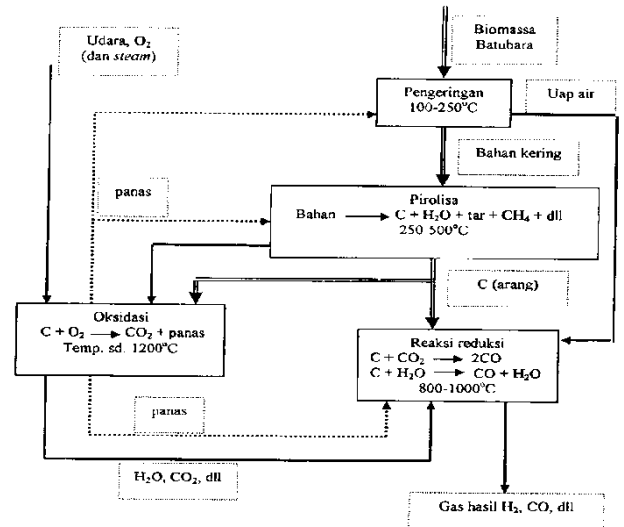 Udara, O₂
(dan steam)
Biomassa
Batubara
Pengeringan
100-250°C
Uap air
Bahan kering
panas
Pirolisa
Bahan → C + H₂O + tar + CH₄ + dll
250-500°C
C (arang)
Oksidasi
C + O₂ → CO₂ + panas
Temp. sd. 1200°C
Reaksi reduksi
C + CO₂ → 2CO
C + H₂O → CO + H₂O
800-1000°C
panas
H₂O, CO₂, dll
Gas hasil H₂, CO, dll